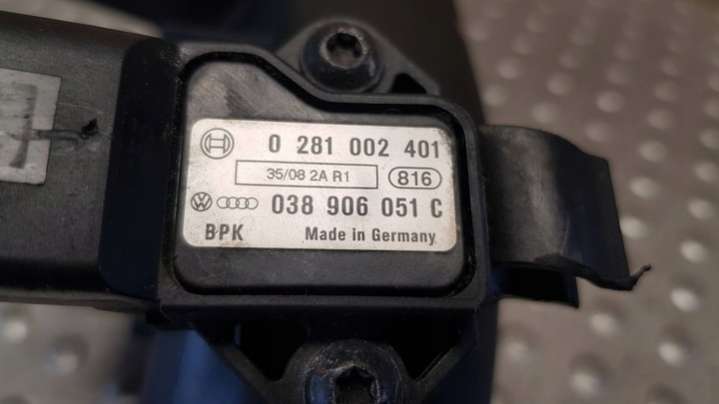 0 281 002 401
35/08 2A R1 816
038 906 051 C
BPK Made in Germany